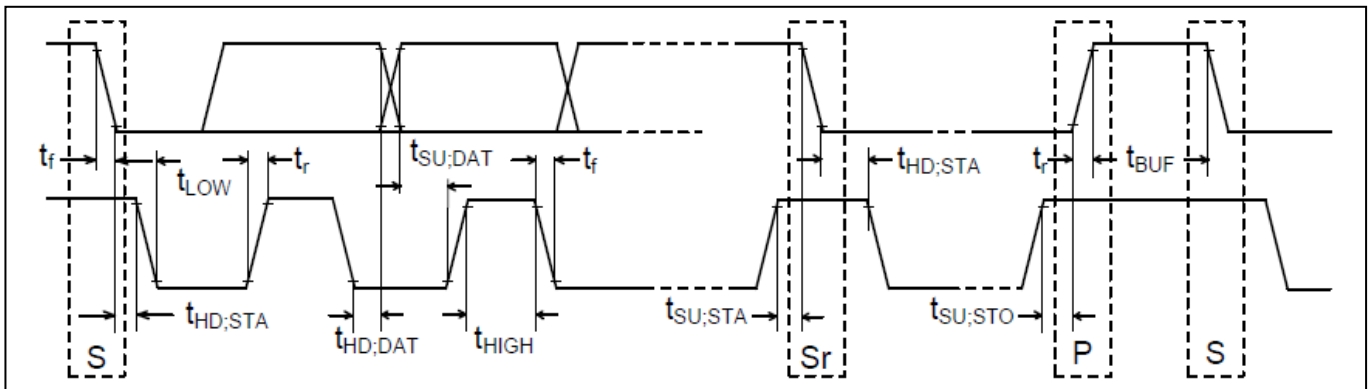 tf
tLOW
tr
tSU;DAT
tf
tHD;STA
tr
tBUF
tHD;STA
tHD;DAT
tHIGH
tSU;STA
tSU;STO
S
Sr
P
S